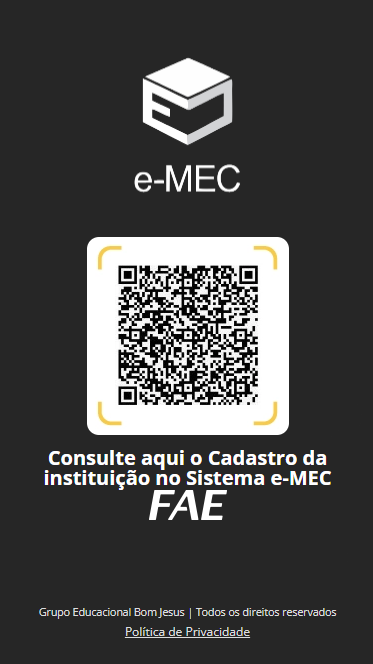 e-MEC
Consulte aqui o Cadastro da
instituição no Sistema e-MEC
FAE
Grupo Educacional Bom Jesus | Todos os direitos reservados
Política de Privacidade